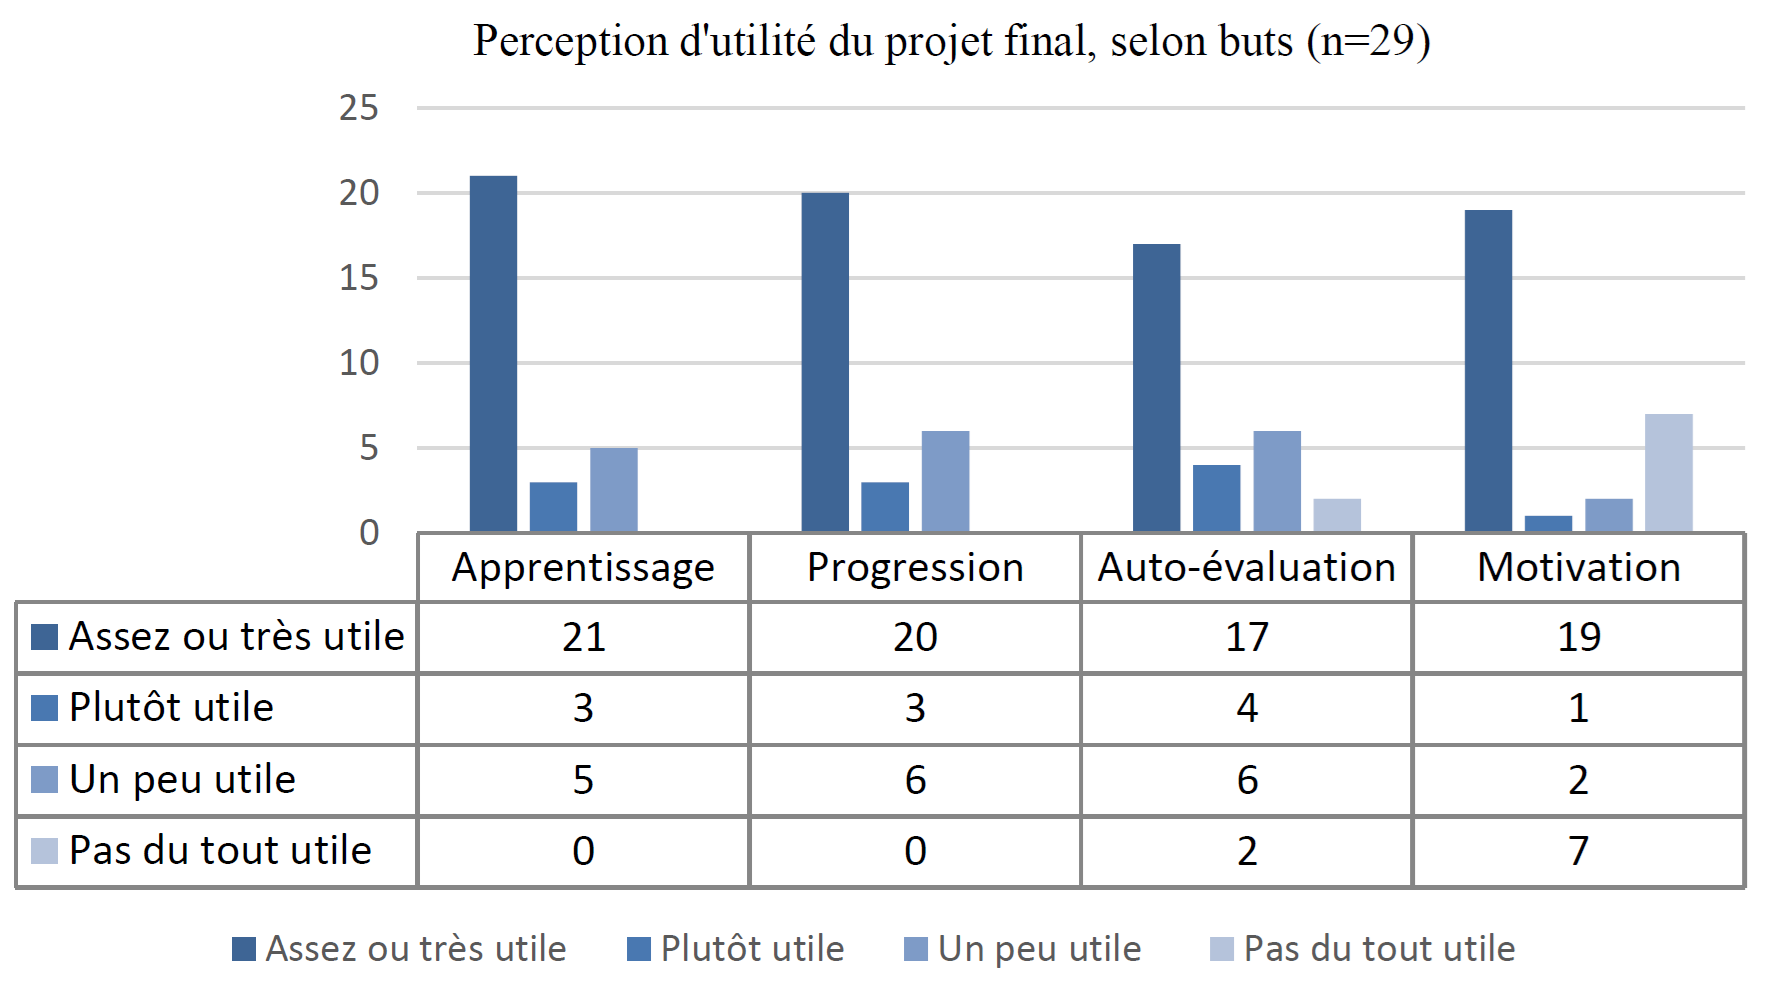 Perception d'utilité du projet final, selon buts (n=29)
25
20
15
10
5
0
Apprentissage Progression Auto-évaluation Motivation
Assez ou très utile 21 20 17 19
Plutôt utile 3 3 4 1
Un peu utile 5 6 6 2
Pas du tout utile 0 0 2 7
Assez ou très utile Plutôt utile Un peu utile Pas du tout utile